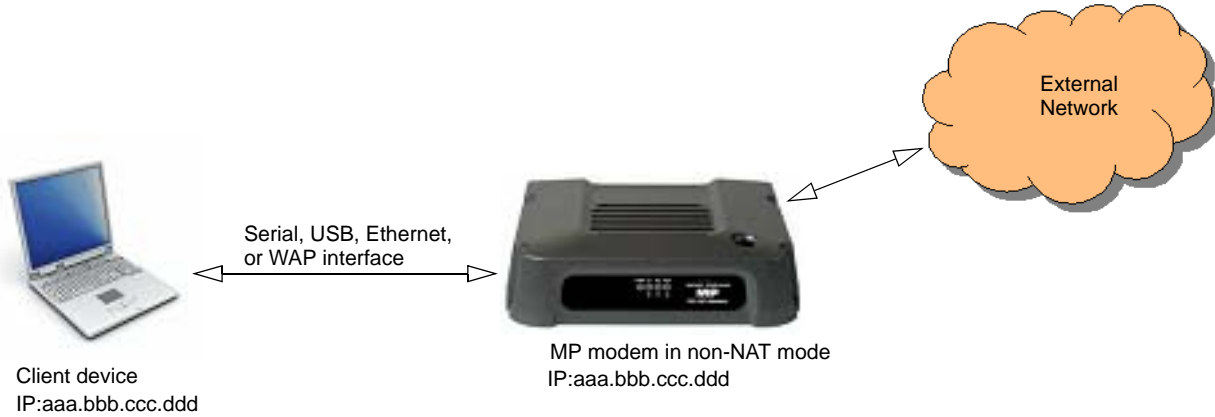 External
Network
Serial, USB, Ethernet,
or WAP interface
MP
MP modem in non-NAT mode
IP:aaa.bbb.ccc.ddd
Client device
IP:aaa.bbb.ccc.ddd